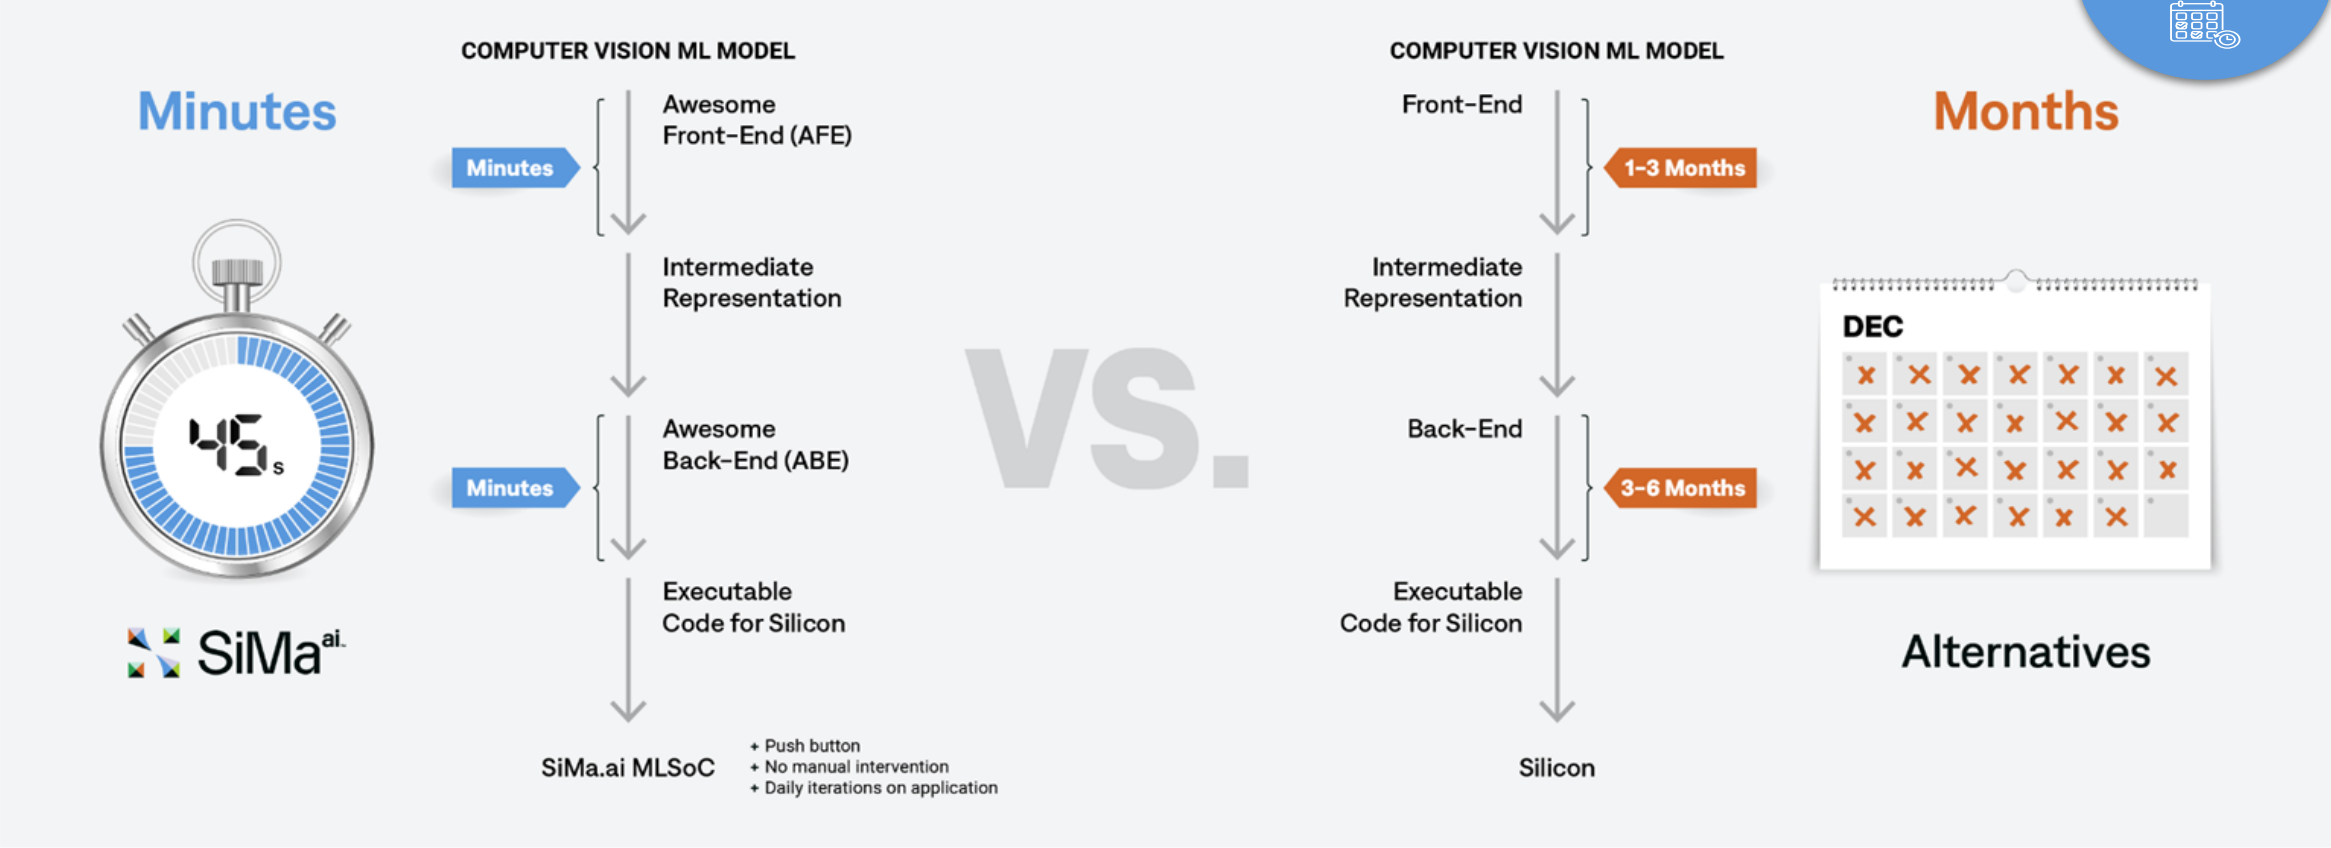 Minutes
45 s
SiMa.ai™
COMPUTER VISION ML MODEL
Minutes
Awesome
Front-End (AFE)
Intermediate
Representation
Minutes
Awesome
Back-End (ABE)
Executable
Code for Silicon
SiMa.ai MLSoC
+ Push button
+ No manual intervention
+ Daily iterations on application
VS.
COMPUTER VISION ML MODEL
Front-End
1-3 Months
Intermediate
Representation
Back-End
3-6 Months
Executable
Code for Silicon
Silicon
Months
DEC
Alternatives